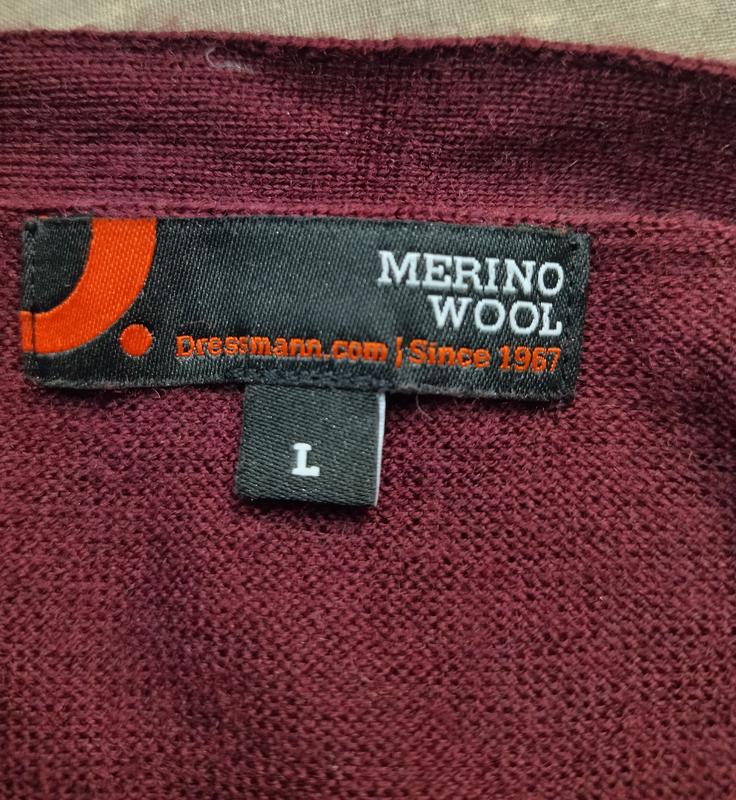 MERINO
WOOL
Dressmann.com | Since 1967
L